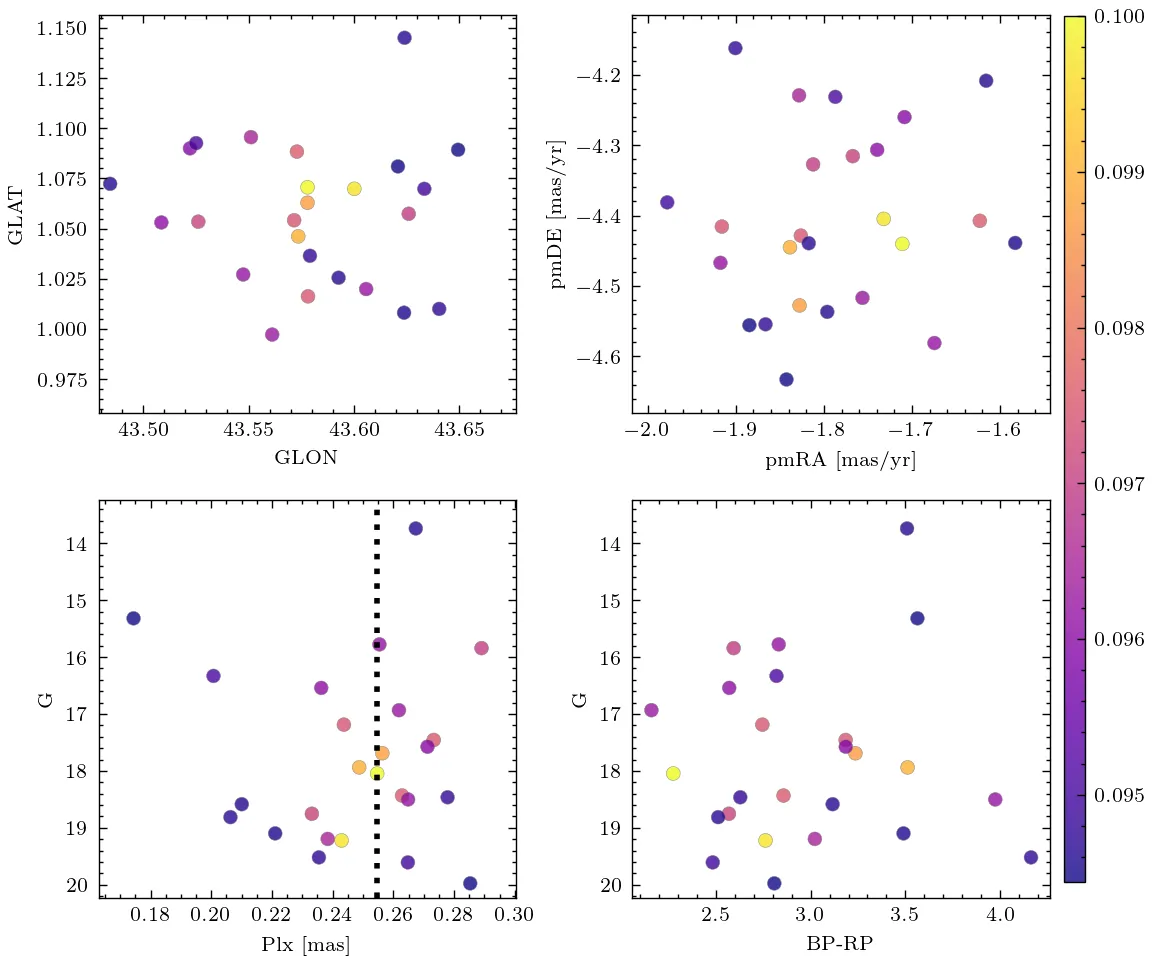 1.150
1.125
1.100
1.075
1.050
1.025
1.000
0.975
GLAT
43.50 43.55 43.60 43.65
GLON
−4.2
−4.3
−4.4
−4.5
−4.6
pmDE [mas/yr]
−2.0 −1.9 −1.8 −1.7 −1.6
pmRA [mas/yr]
0.100
0.099
0.098
0.097
0.096
0.095
14
15
16
17
18
19
20
G
0.18 0.20 0.22 0.24 0.26 0.28 0.30
Plx [mas]
14
15
16
17
18
19
20
G
2.5 3.0 3.5 4.0
BP-RP